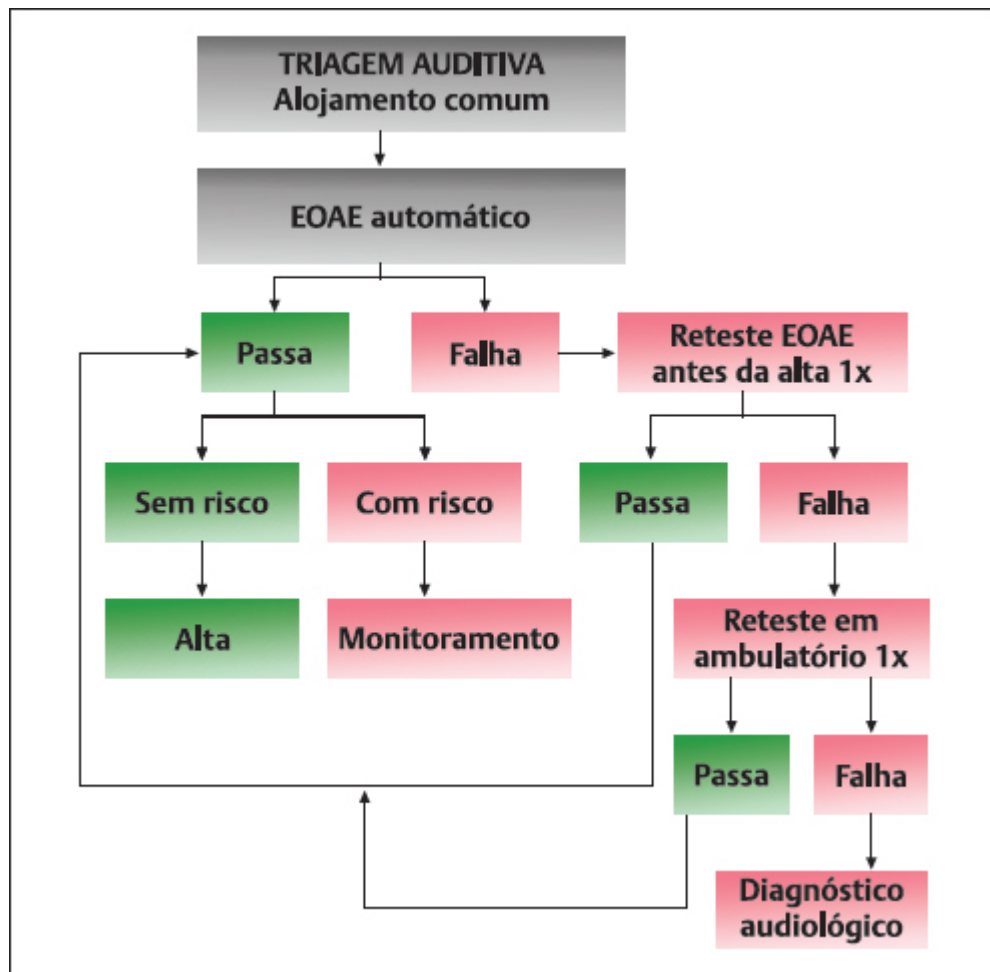 TRIAGEM AUDITIVA
Alojamento comum
EOAE automático
Passa
Falha
Reteste EOAE
antes da alta 1x
Sem risco
Com risco
Passa
Falha
Alta
Monitoramento
Reteste em
ambulatório 1x
Passa
Falha
Diagnóstico
audiológico